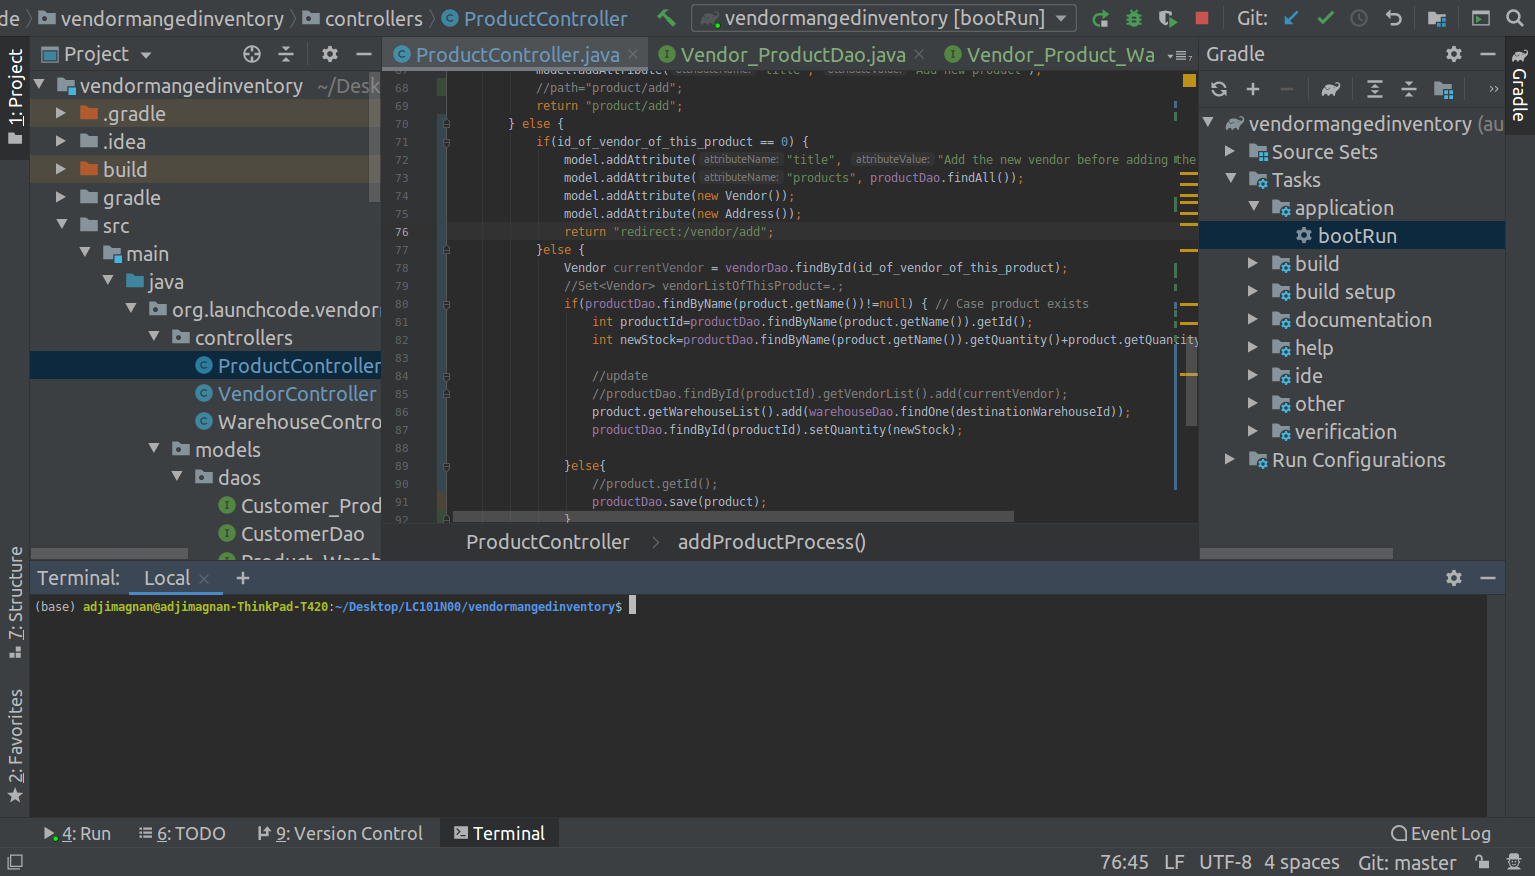 de vendormangedinventory controllers ProductController vendormangedinventory [bootRun] Git:
1: Project
Project
ProductController.java Vendor_ProductDao.java Vendor_Product_Wa
Gradle
Gradle
vendormangedinventory ~/Desk
.gradle
.idea
build
gradle
src
main
java
org.launchcode.vendor
controllers
ProductController
VendorController
WarehouseContro
models
daos
Customer_Prod
CustomerDao
Product_Wareh
67 model.addAttribute( attributeName: "title", attributeValue: "Add new product");
68 //path="product/add";
69 return "product/add";
70 } else {
71 if(id_of_vendor_of_this_product == 0) {
72 model.addAttribute( attributeName: "title", attributeValue: "Add the new vendor before adding the
73 model.addAttribute( attributeName: "products", productDao.findAll());
74 model.addAttribute(new Vendor());
75 model.addAttribute(new Address());
76 return "redirect:/vendor/add";
77 }else {
78 Vendor currentVendor = vendorDao.findById(id_of_vendor_of_this_product);
79 //Set<Vendor> vendorListOfThisProduct=.;
80 if(productDao.findByName(product.getName())!=null) { // Case product exists
81 int productId=productDao.findByName(product.getName()).getId();
82 int newStock=productDao.findByName(product.getName()).getQuantity()+product.getQuantity
83
84 //update
85 //productDao.findById(productId).getVendorList().add(currentVendor);
86 product.getWarehouseList().add(warehouseDao.findOne(destinationWarehouseId));
87 productDao.findById(productId).setQuantity(newStock);
88
89 }else{
90 //product.getId();
91 productDao.save(product);
92 }
ProductController > addProductProcess()
vendormangedinventory (au
Source Sets
Tasks
application
bootRun
build
build setup
documentation
help
ide
other
verification
Run Configurations
7: Structure
2: Favorites
Terminal: Local
(base) adjimagnan@adjimagnan-ThinkPad-T420:~/Desktop/LC101N00/vendormangedinventory$
4: Run 6: TODO 9: Version Control Terminal Event Log
76:45 LF UTF-8 4 spaces Git: master